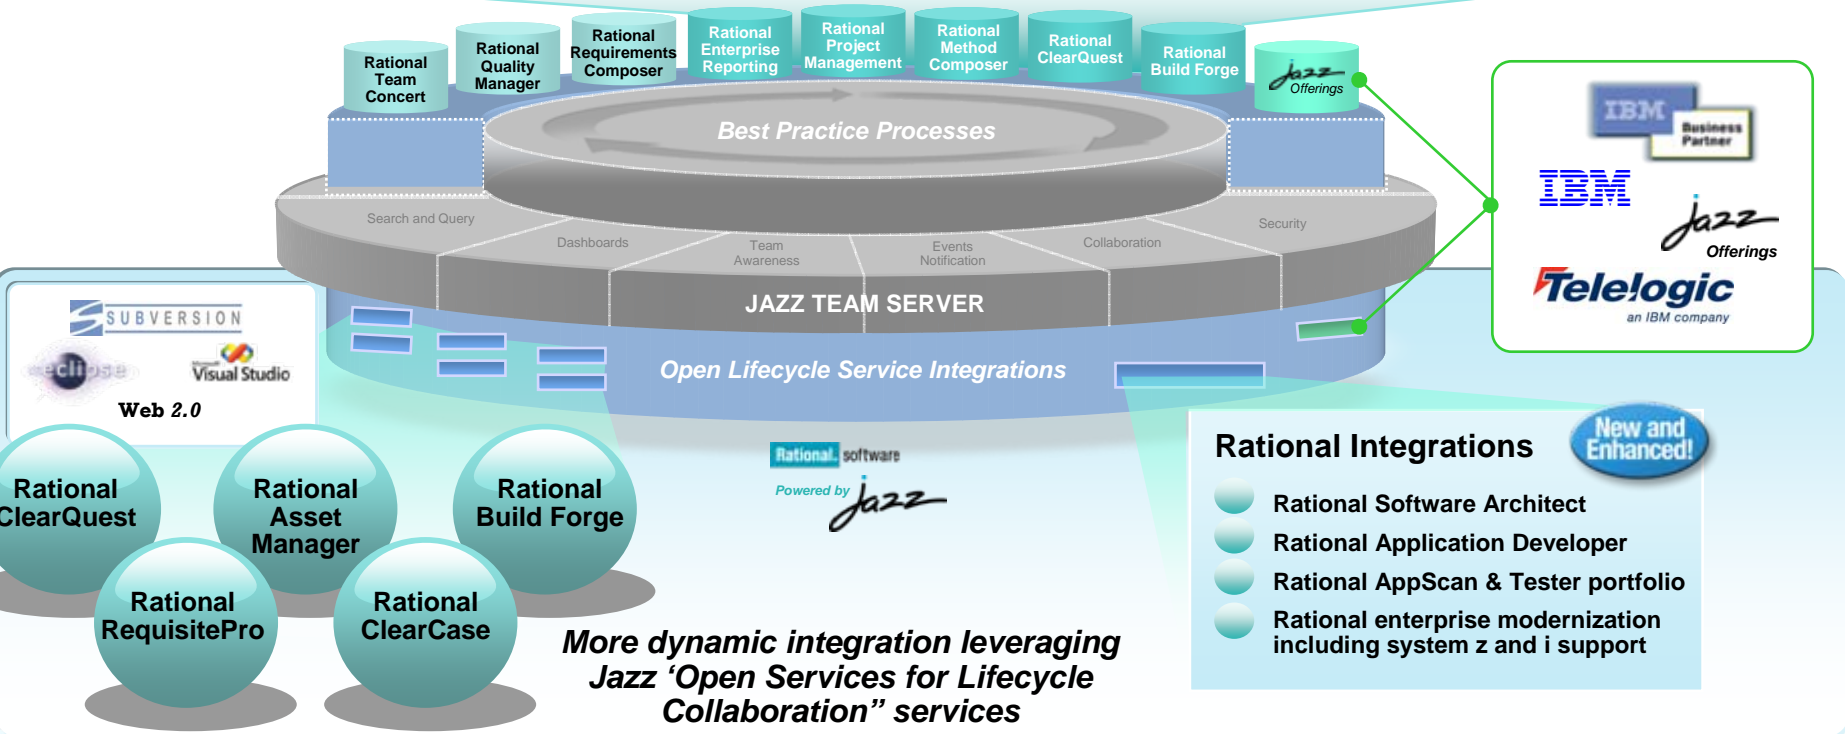 Rational
Team
Concert
Rational
Quality
Manager
Rational
Requirements
Composer
Rational
Enterprise
Reporting
Rational
Project
Management
Rational
Method
Composer
Rational
ClearQuest
Rational
Build Forge
jazz
Offerings
Best Practice Processes
Search and Query
Dashboards
Team
Awareness
Events
Notification
Collaboration
Security
JAZZ TEAM SERVER
Open Lifecycle Service Integrations
IBM
Business
Partner
IBM
jazz
Offerings
Telelogic
an IBM company
SUBVERSION
eclipse
Microsoft
Visual Studio
Web 2.0
Rational
ClearQuest
Rational
Asset
Manager
Rational
Build Forge
Rational
RequisitePro
Rational
ClearCase
Rational. software
Powered by
jazz
More dynamic integration leveraging
Jazz ‘Open Services for Lifecycle
Collaboration” services
New and
Enhanced!
Rational Integrations
Rational Software Architect
Rational Application Developer
Rational AppScan & Tester portfolio
Rational enterprise modernization
including system z and i support